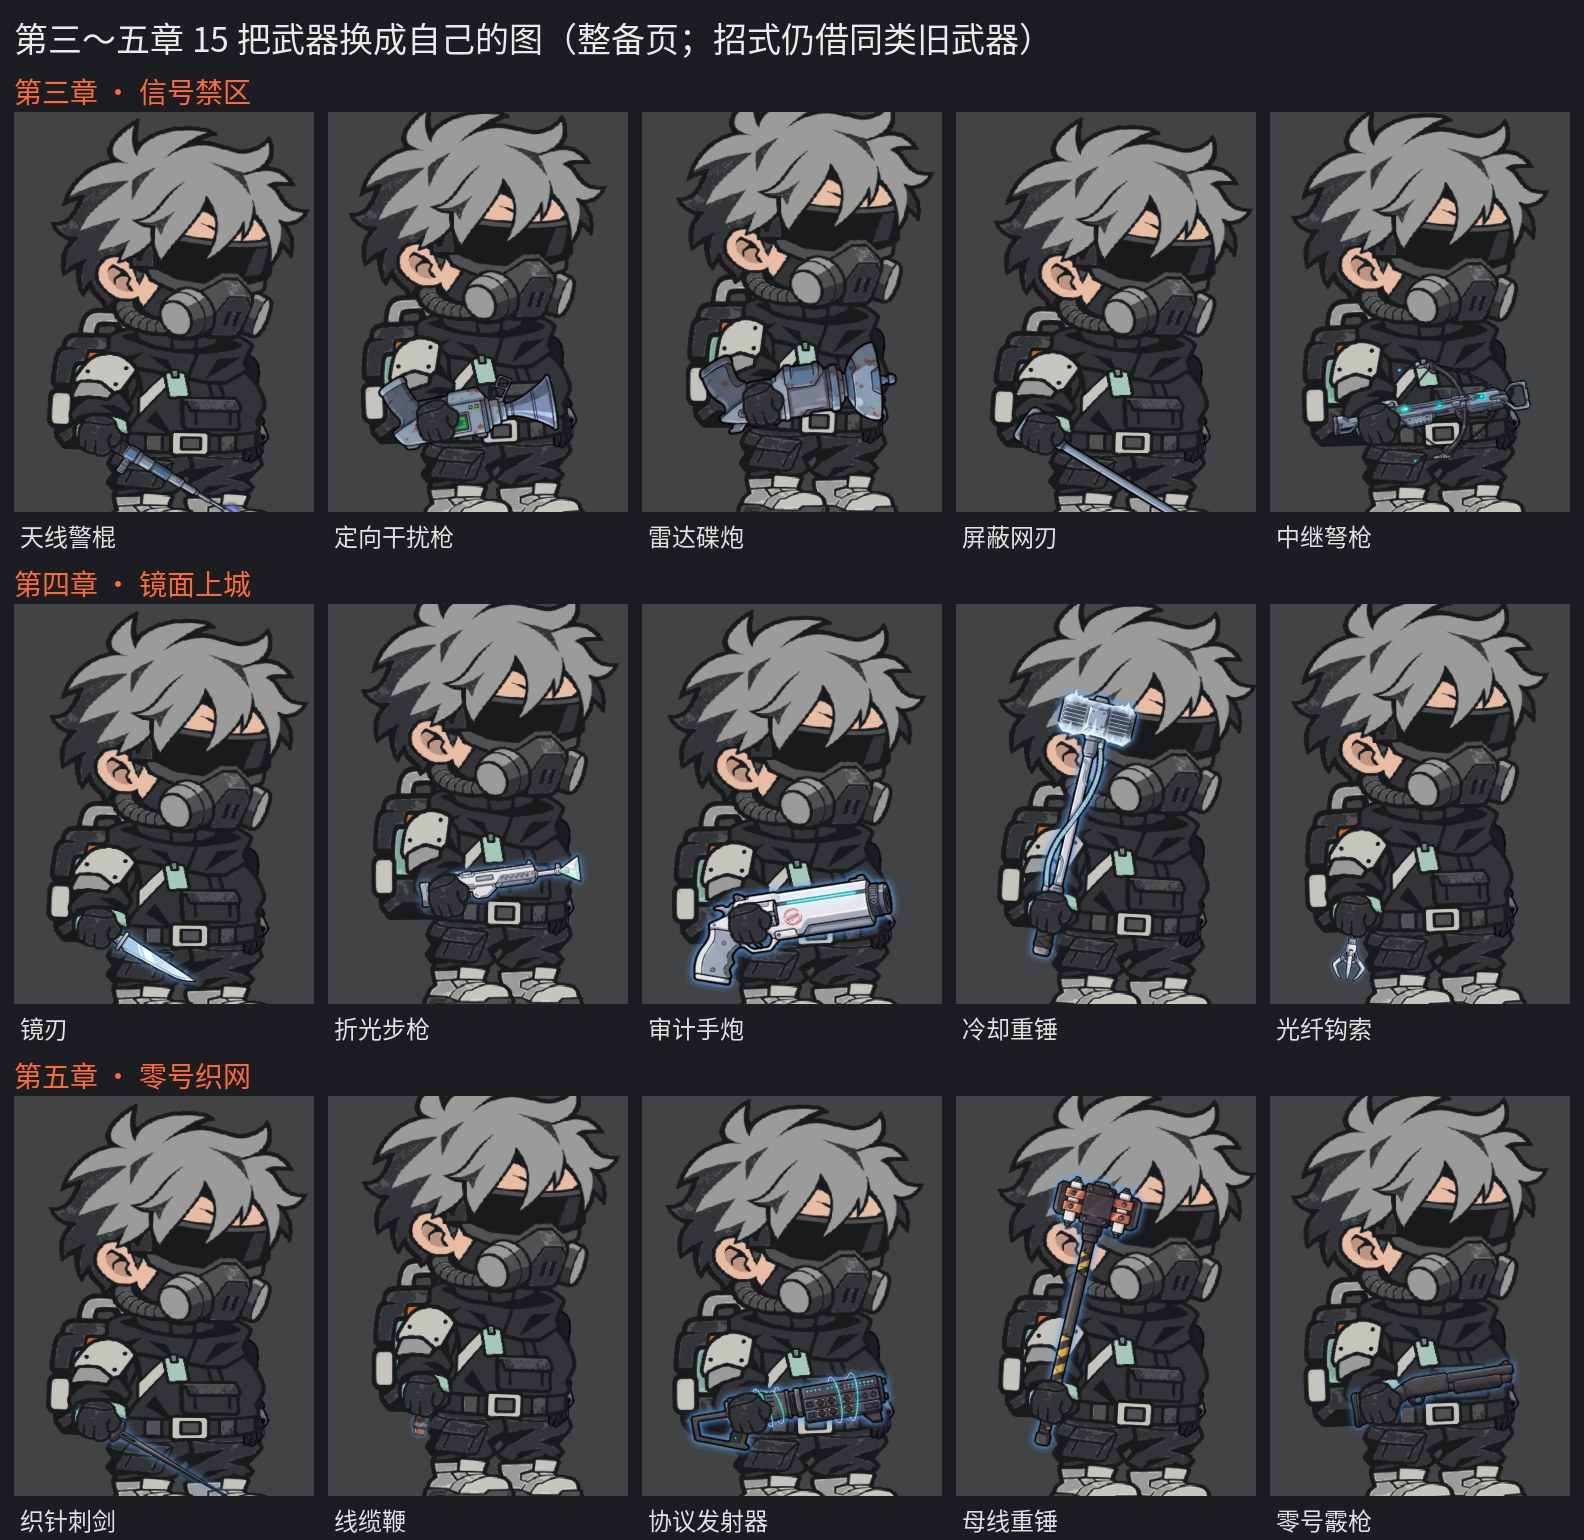 第三～五章 15 把武器换成自己的图（整备页；招式仍借同类旧武器）
第三章 · 信号禁区
天线警棍 定向干扰枪 雷达碟炮 屏蔽网刃 中继弩枪
第四章 · 镜面上城
镜刃 折光步枪 审计手炮 冷却重锤 光纤钩索
第五章 · 零号织网
织针刺剑 线缆鞭 协议发射器 母线重锤 零号霰枪